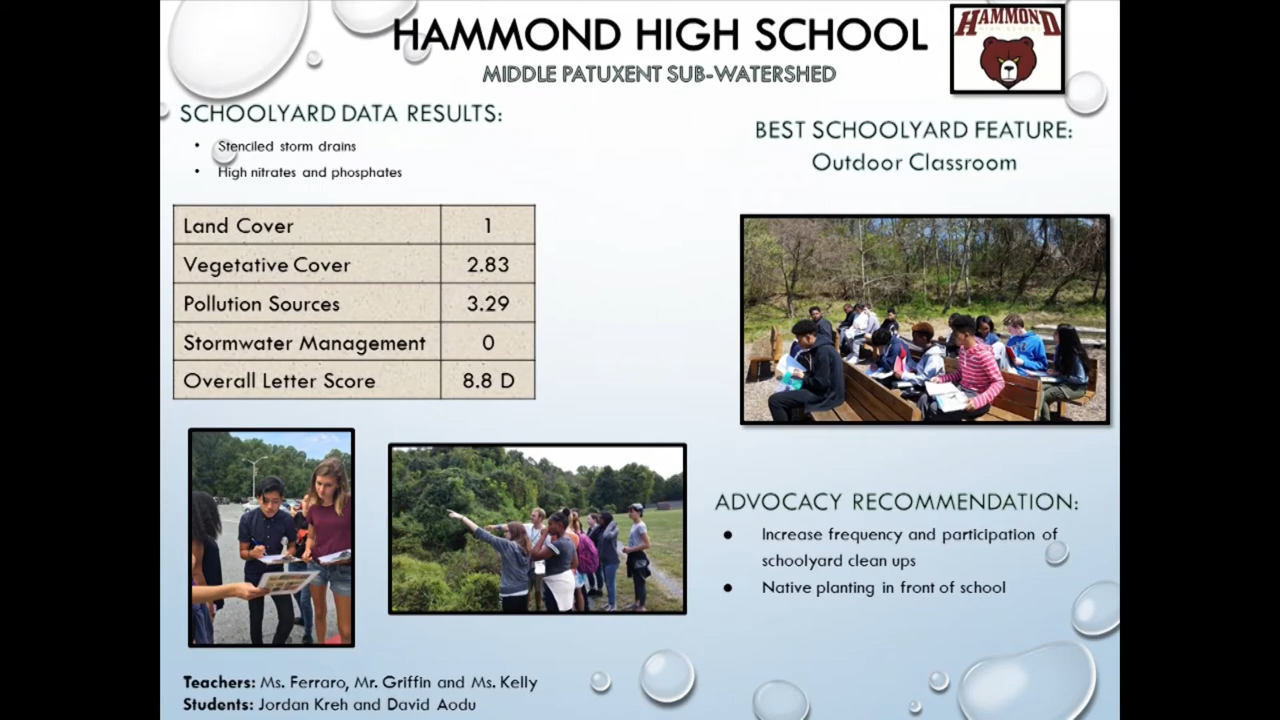 HAMMOND HIGH SCHOOL
MIDDLE PATUXENT SUB-WATERSHED
HAMMOND
HIGH SCHOOL
SCHOOLYARD DATA RESULTS:
• Stenciled storm drains
• High nitrates and phosphates
Land Cover 1
Vegetative Cover 2.83
Pollution Sources 3.29
Stormwater Management 0
Overall Letter Score 8.8 D
BEST SCHOOLYARD FEATURE:
Outdoor Classroom
ADVOCACY RECOMMENDATION:
● Increase frequency and participation of
schoolyard clean ups
● Native planting in front of school
Teachers: Ms. Ferraro, Mr. Griffin and Ms. Kelly
Students: Jordan Kreh and David Aodu